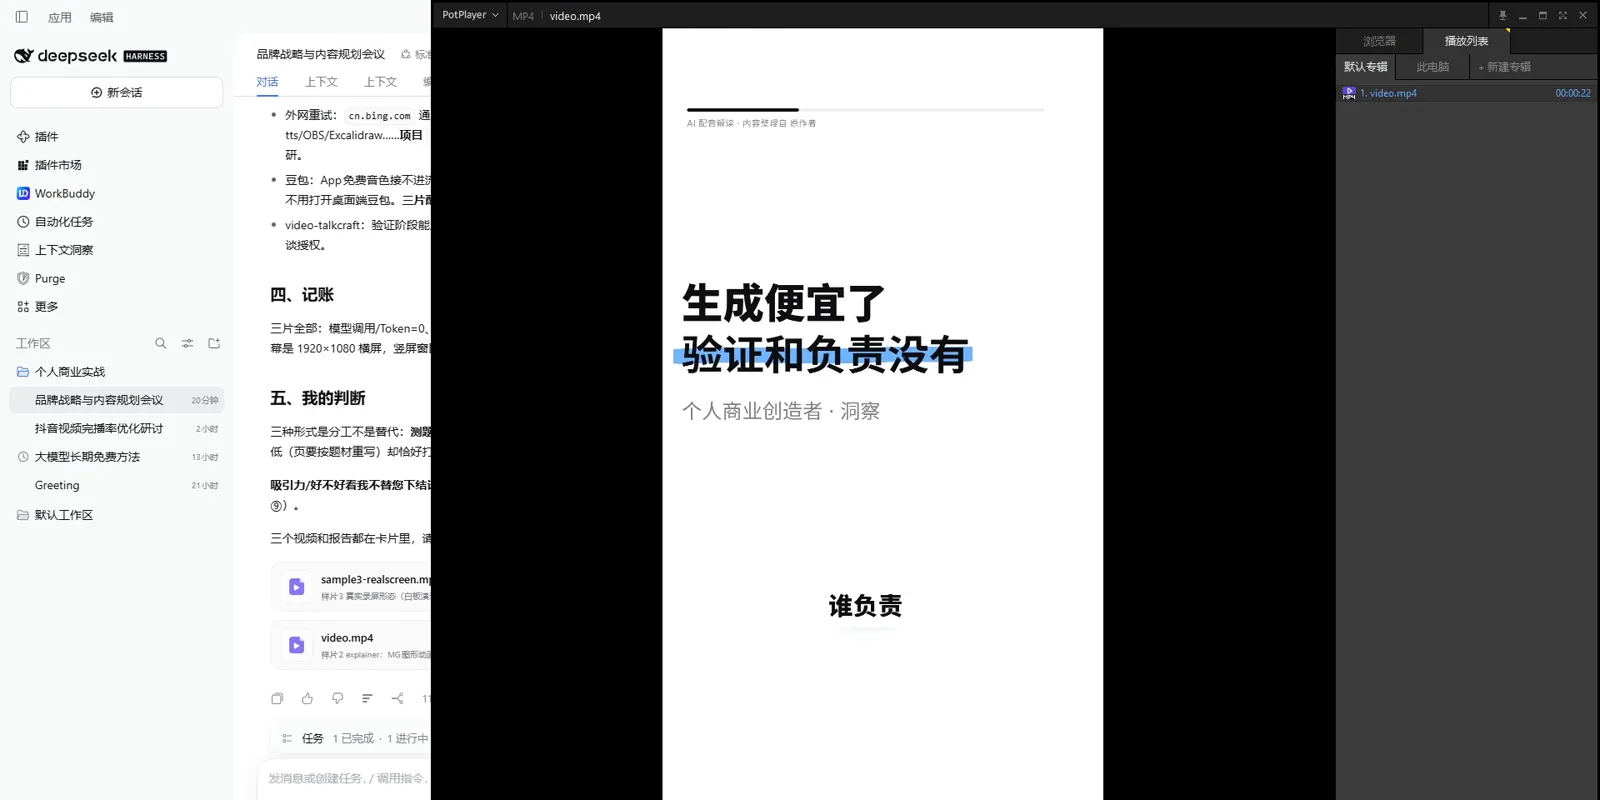 应用 编辑
deepseek HARNESS
新会话
插件
插件市场
WorkBuddy
自动化任务
上下文洞察
Purge
更多
工作区
个人商业实战
品牌战略与内容规划会议 20分钟
抖音视频完播率优化研讨 2小时
大模型长期免费方法 13小时
Greeting 21小时
默认工作区
品牌战略与内容规划会议
对话 上下文 上下文
外网重试： cn.bing.com 通
tts/OBS/Excalidraw……项目
研。
豆包：App免费音色接不进流
不用打开桌面端豆包。三片配
video-talkcraft：验证阶段能
谈授权。
四、记账
三片全部：模型调用/Token=0、
幕是 1920×1080 横屏，竖屏窗
五、我的判断
三种形式是分工不是替代：测题
低（页要按题材重写）却恰好打
吸引力/好不好看我不替您下结
⑨）。
三个视频和报告都在卡片里，请
sample3-realscreen.mp
样片3 真实录屏形态（白板演
video.mp4
样片2 explainer：MG图形动画
任务 1 已完成 · 1 进行中
发消息或创建任务，/ 调用指令，
PotPlayer MP4 video.mp4
AI 配音解读 · 内容整理自 原作者
生成便宜了
验证和负责没有
个人商业创造者 · 洞察
谁负责
浏览器 播放列表
默认专辑 此电脑 + 新建专辑
1. video.mp4 00:00:22